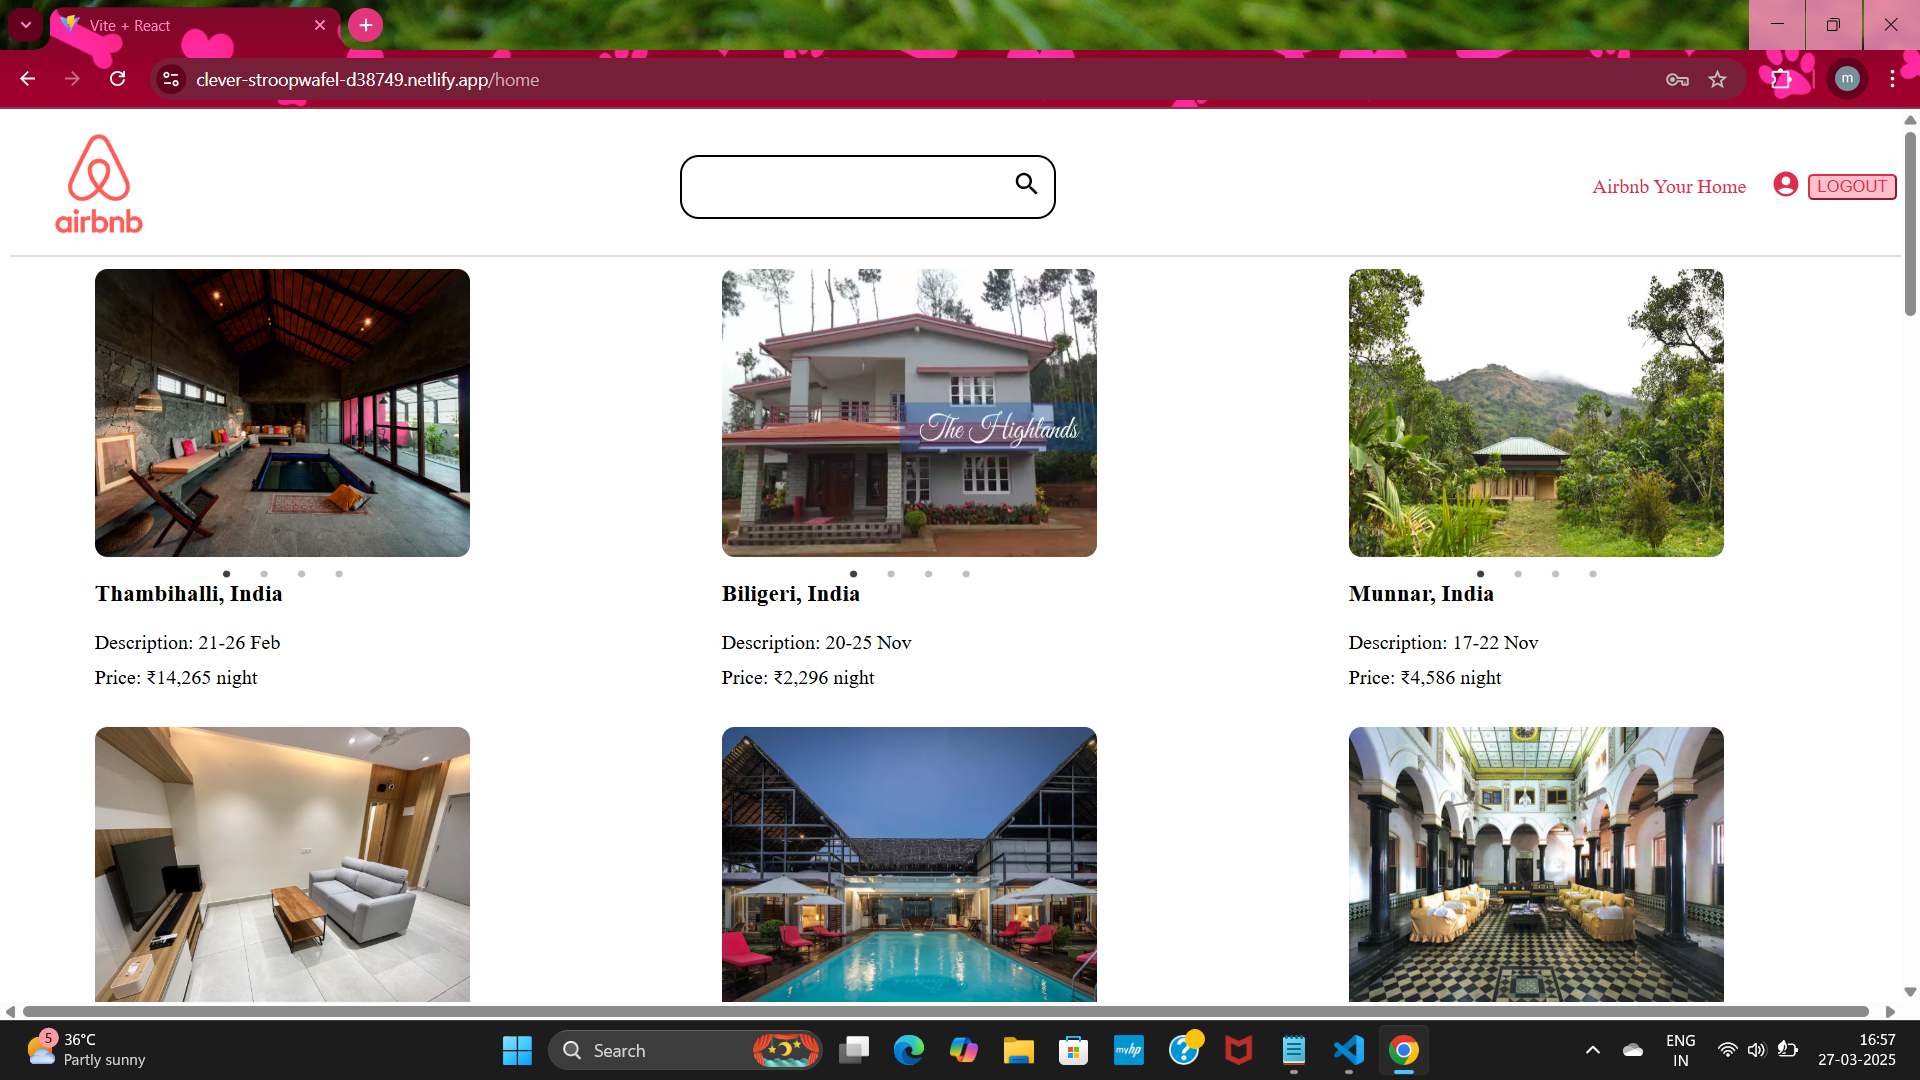 Vite + React
clever-stroopwafel-d38749.netlify.app/home
m
airbnb
Airbnb Your Home
LOGOUT
The Highlands
Thambihalli, India
Description: 21-26 Feb
Price: ₹14,265 night
Biligeri, India
Description: 20-25 Nov
Price: ₹2,296 night
Munnar, India
Description: 17-22 Nov
Price: ₹4,586 night
5
36°C
Partly sunny
Search
myhp
ENG
IN
16:57
27-03-2025